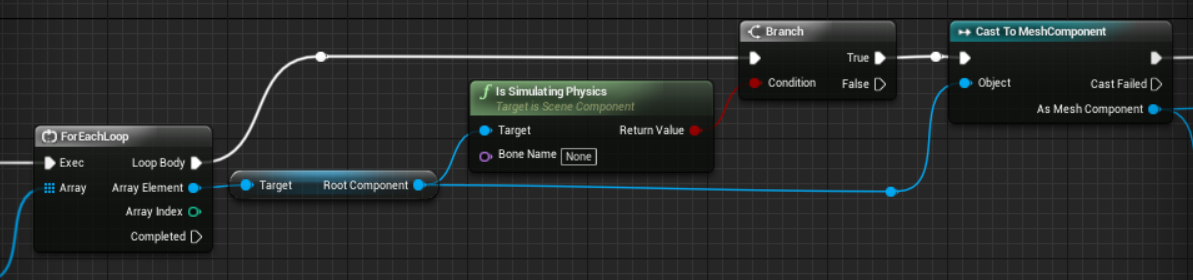 ForEachLoop
Exec Loop Body
Array Array Element
Array Index
Completed
Target Root Component
Is Simulating Physics
Target is Scene Component
Target Return Value
Bone Name None
Branch
True
Condition False
Cast To MeshComponent
Object Cast Failed
As Mesh Component